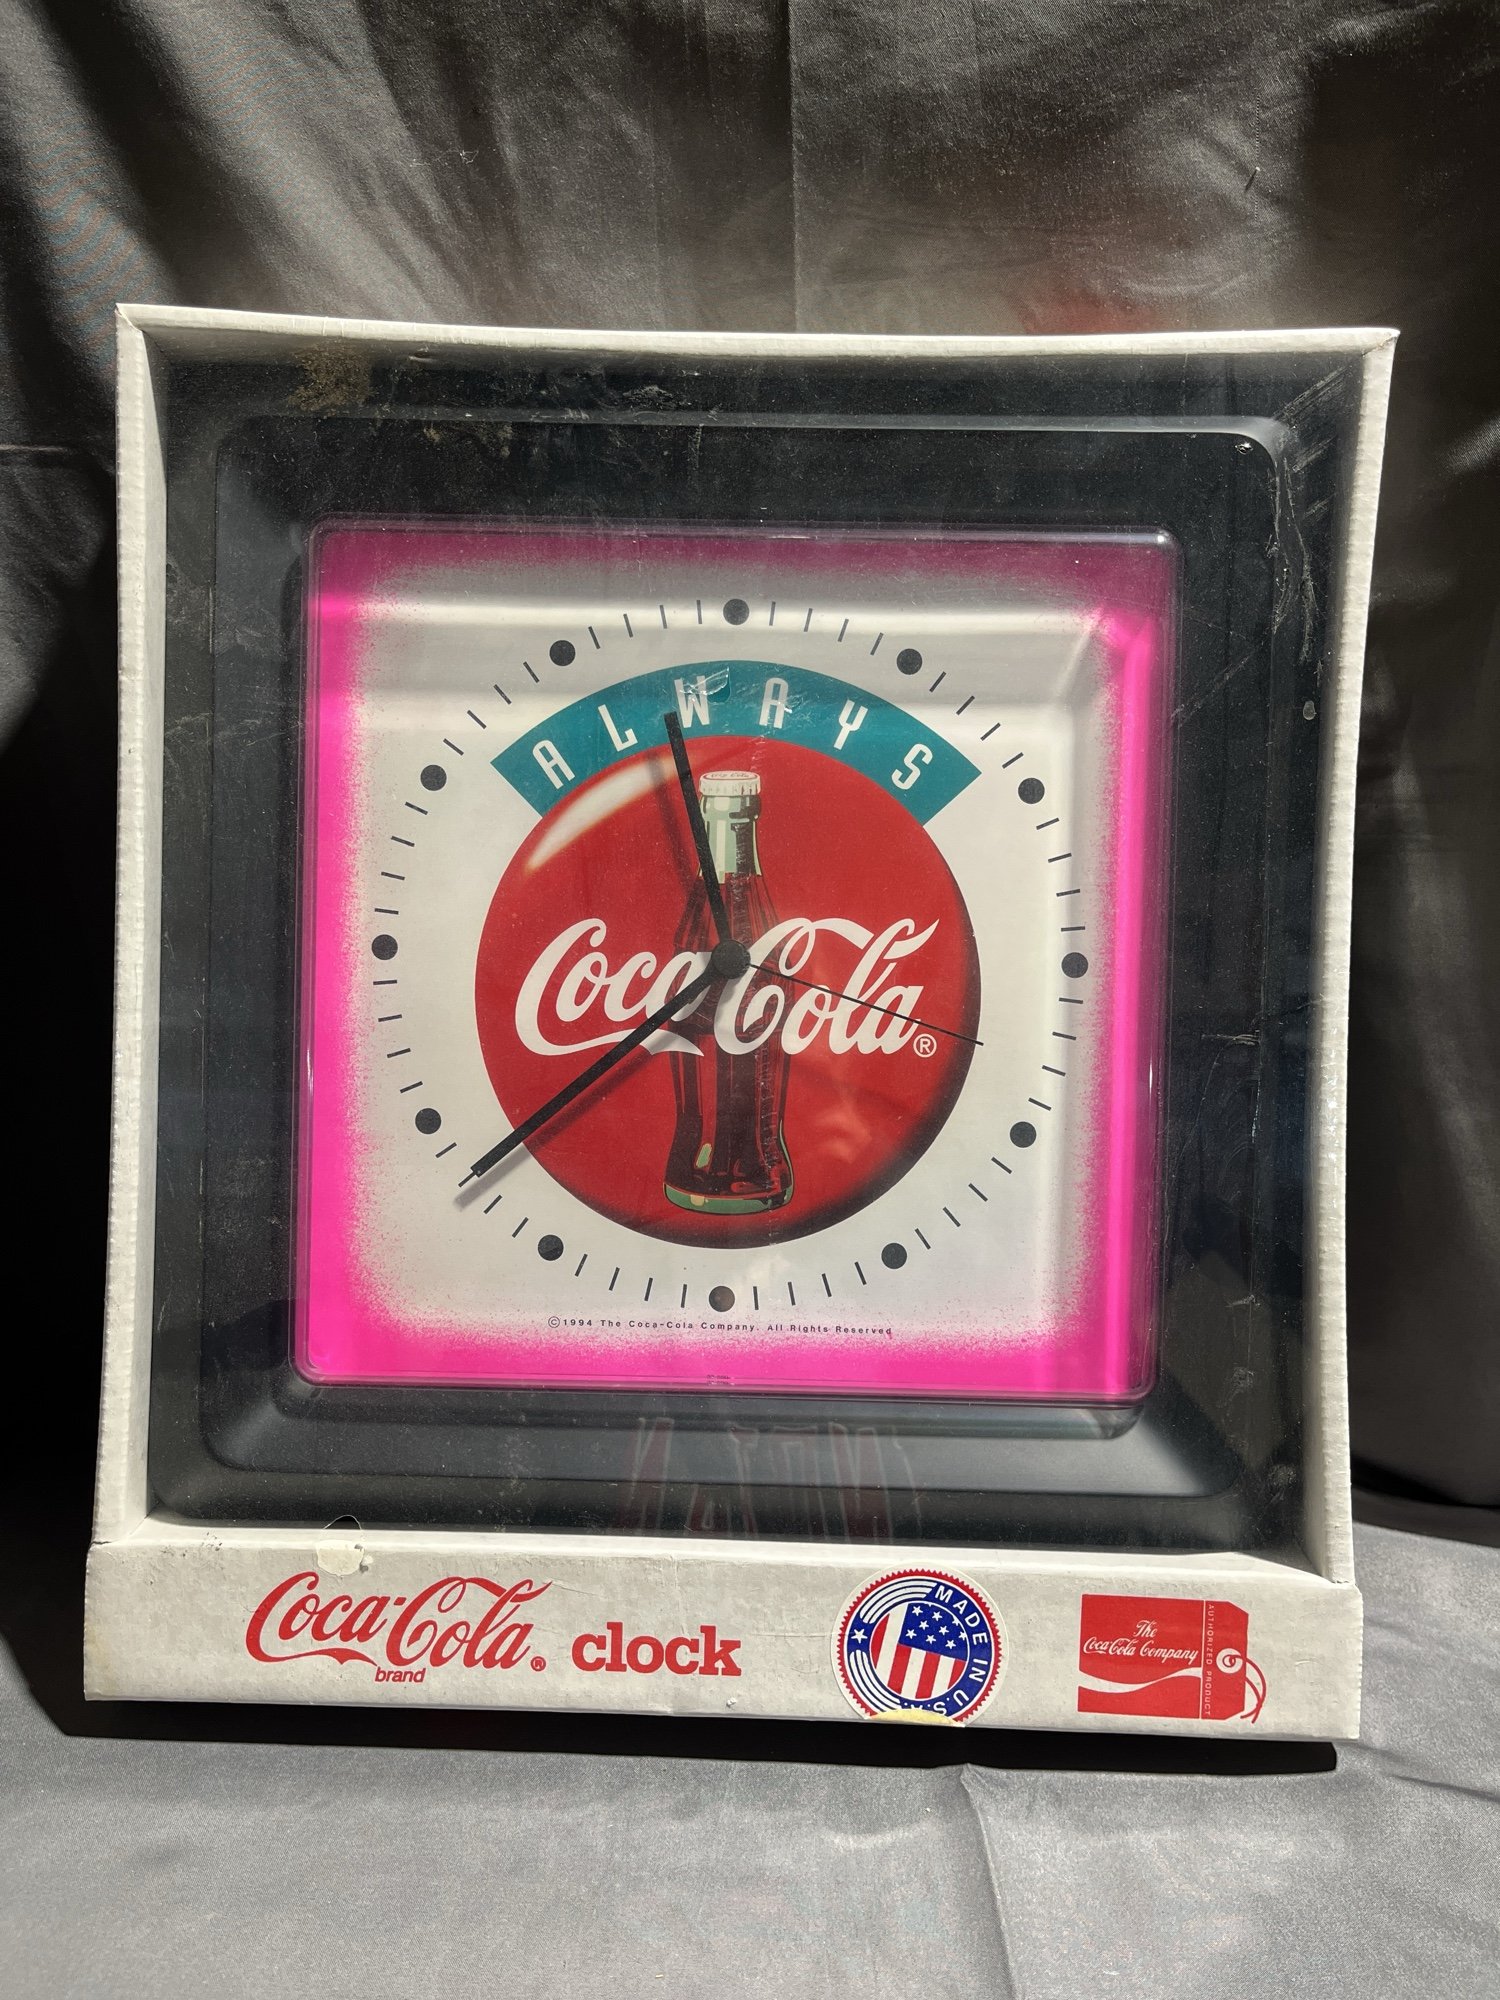 ALWAYS
Coca-Cola
Coca-Cola®
©1994 The Coca-Cola Company. All Rights Reserved
Coca-Cola® clock
brand
MADE IN U.S.A.
The
Coca-Cola Company
AUTHORIZED PRODUCT